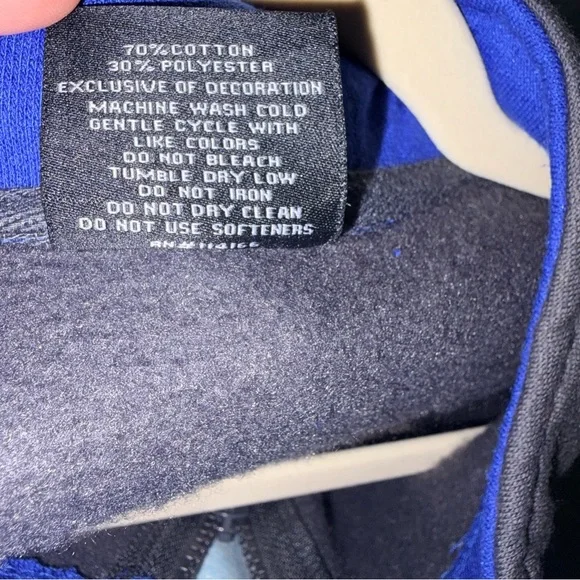 70% COTTON
30% POLYESTER
EXCLUSIVE OF DECORATION
MACHINE WASH COLD
GENTLE CYCLE WITH
LIKE COLORS
DO NOT BLEACH
TUMBLE DRY LOW
DO NOT IRON
DO NOT DRY CLEAN
DO NOT USE SOFTENERS